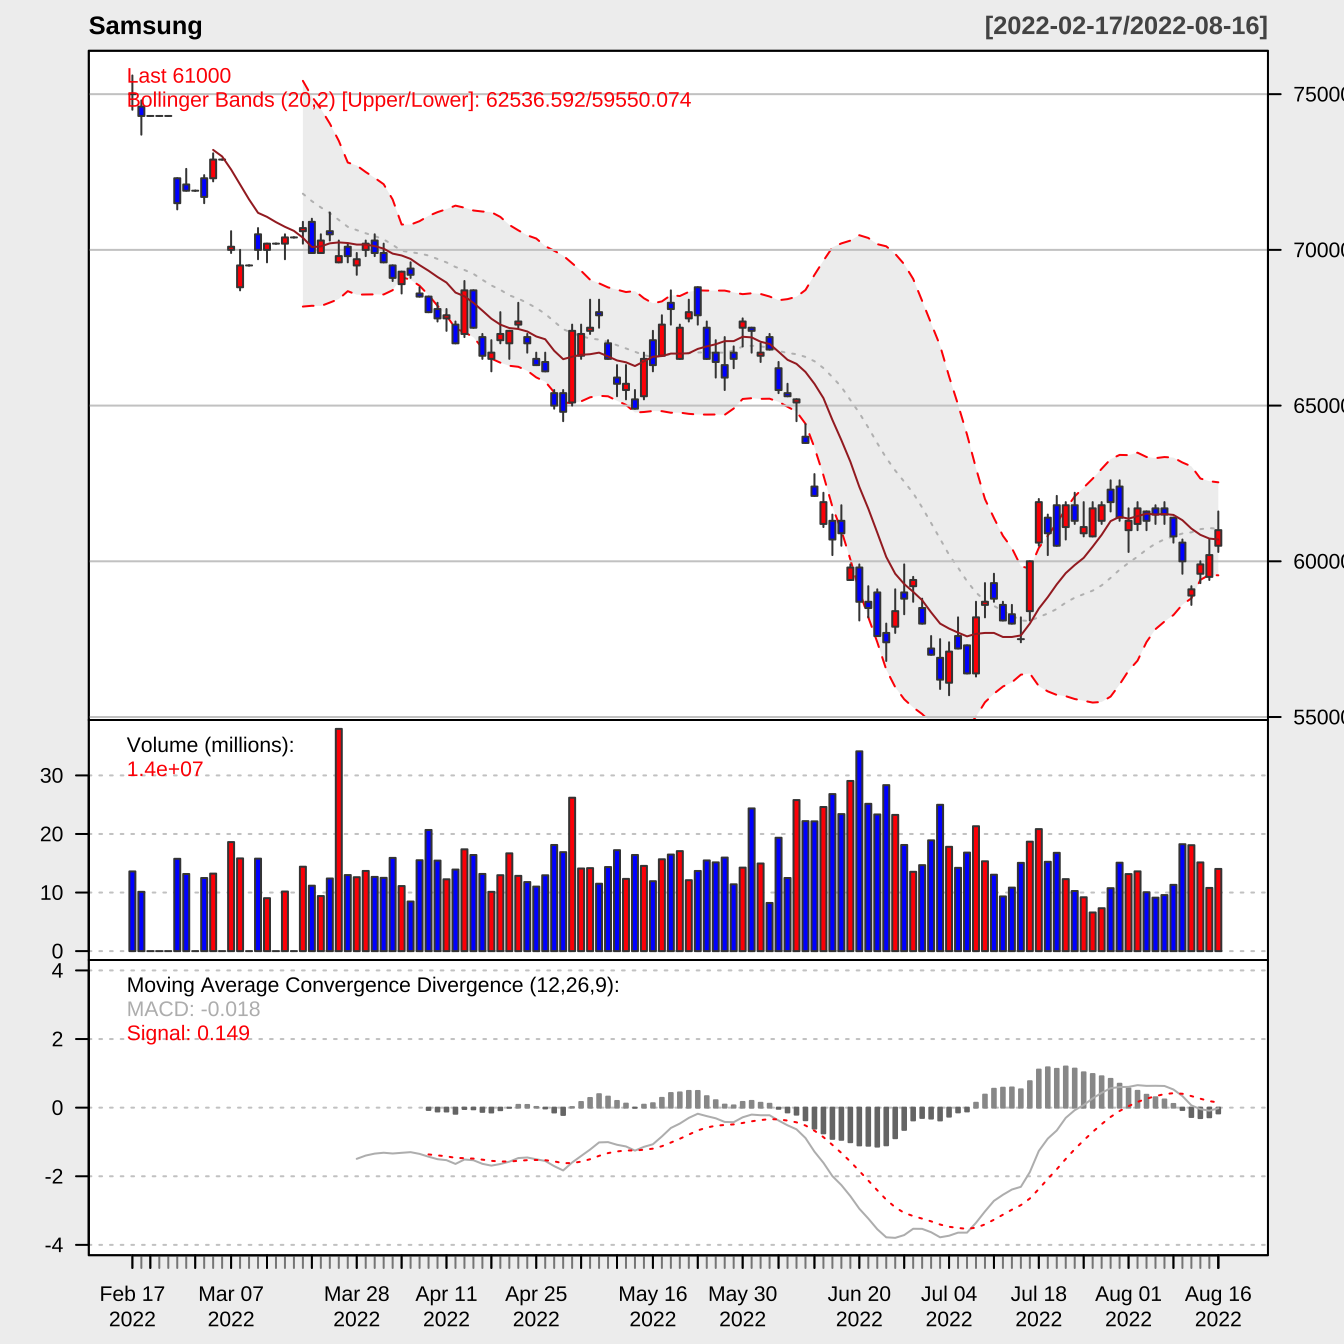 Samsung
[2022-02-17/2022-08-16]
Last 61000
Bollinger Bands (20,2) [Upper/Lower]: 62536.592/59550.074
75000
70000
65000
60000
55000
Volume (millions):
1.4e+07
30
20
10
0
Moving Average Convergence Divergence (12,26,9):
MACD: -0.018
Signal: 0.149
4
2
0
-2
-4
Feb 17 Mar 07 Mar 28 Apr 11 Apr 25 May 16 May 30 Jun 20 Jul 04 Jul 18 Aug 01 Aug 16
2022 2022 2022 2022 2022 2022 2022 2022 2022 2022 2022 2022